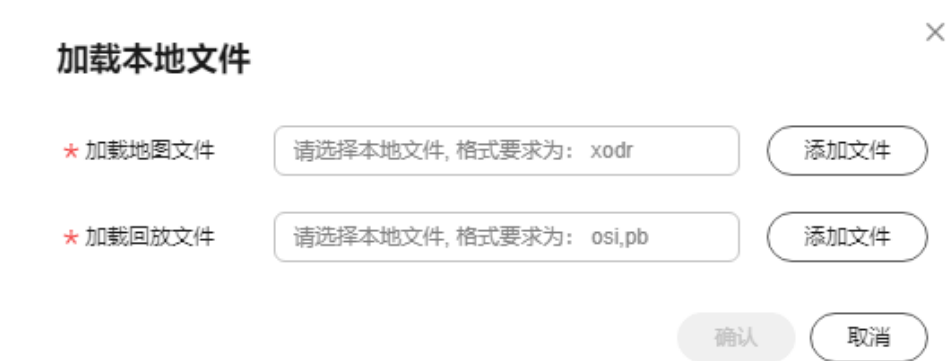 加载本地文件
* 加载地图文件 请选择本地文件, 格式要求为： xodr 添加文件
* 加载回放文件 请选择本地文件, 格式要求为： osi,pb 添加文件
确认 取消